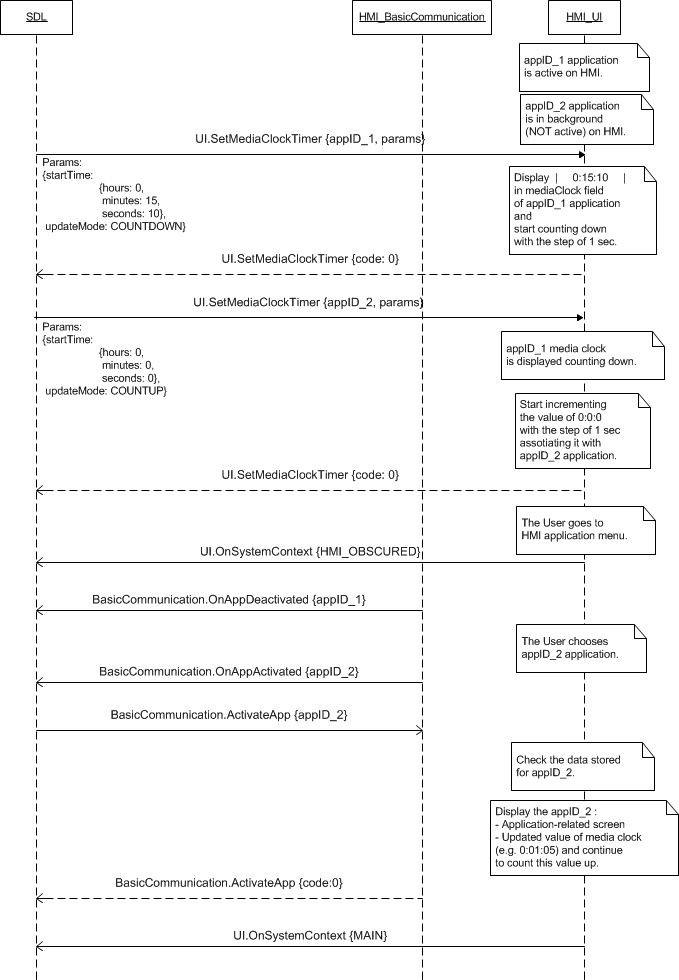 SDL
HMI_BasicCommunication
HMI_UI
appID_1 application
is active on HMI.
appID_2 application
is in background
(NOT active) on HMI.
UI.SetMediaClockTimer {appID_1, params}
Params:
{startTime:
{hours: 0,
minutes: 15,
seconds: 10},
updateMode: COUNTDOWN}
Display | 0:15:10 |
in mediaClock field
of appID_1 application
and
start counting down
with the step of 1 sec.
UI.SetMediaClockTimer {code: 0}
UI.SetMediaClockTimer {appID_2, params}
Params:
{startTime:
{hours: 0,
minutes: 0,
seconds: 0},
updateMode: COUNTUP}
appID_1 media clock
is displayed counting down.
Start incrementing
the value of 0:0:0
with the step of 1 sec
assotiating it with
appID_2 application.
UI.SetMediaClockTimer {code: 0}
The User goes to
HMI application menu.
UI.OnSystemContext {HMI_OBSCURED}
BasicCommunication.OnAppDeactivated {appID_1}
The User chooses
appID_2 application.
BasicCommunication.OnAppActivated {appID_2}
BasicCommunication.ActivateApp {appID_2}
Check the data stored
for appID_2.
Display the appID_2 :
- Application-related screen
- Updated value of media clock
(e.g. 0:01:05) and continue
to count this value up.
BasicCommunication.ActivateApp {code:0}
UI.OnSystemContext {MAIN}